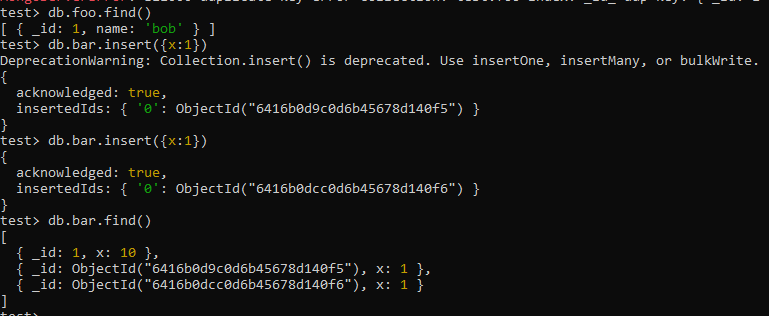 test> db.foo.find()
[ { _id: 1, name: 'bob' } ]
test> db.bar.insert({x:1})
DeprecationWarning: Collection.insert() is deprecated. Use insertOne, insertMany, or bulkWrite.
{
  acknowledged: true,
  insertedIds: { '0': ObjectId("6416b0d9c0d6b45678d140f5") }
}
test> db.bar.insert({x:1})
{
  acknowledged: true,
  insertedIds: { '0': ObjectId("6416b0dcc0d6b45678d140f6") }
}
test> db.bar.find()
[
  { _id: 1, x: 10 },
  { _id: ObjectId("6416b0d9c0d6b45678d140f5"), x: 1 },
  { _id: ObjectId("6416b0dcc0d6b45678d140f6"), x: 1 }
]